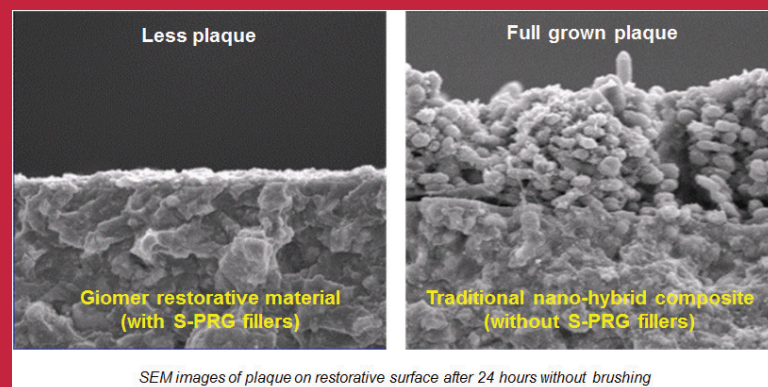 Less plaque
Full grown plaque
Giomer restorative material
(with S-PRG fillers)
Traditional nano-hybrid composite
(without S-PRG fillers)
SEM images of plaque on restorative surface after 24 hours without brushing